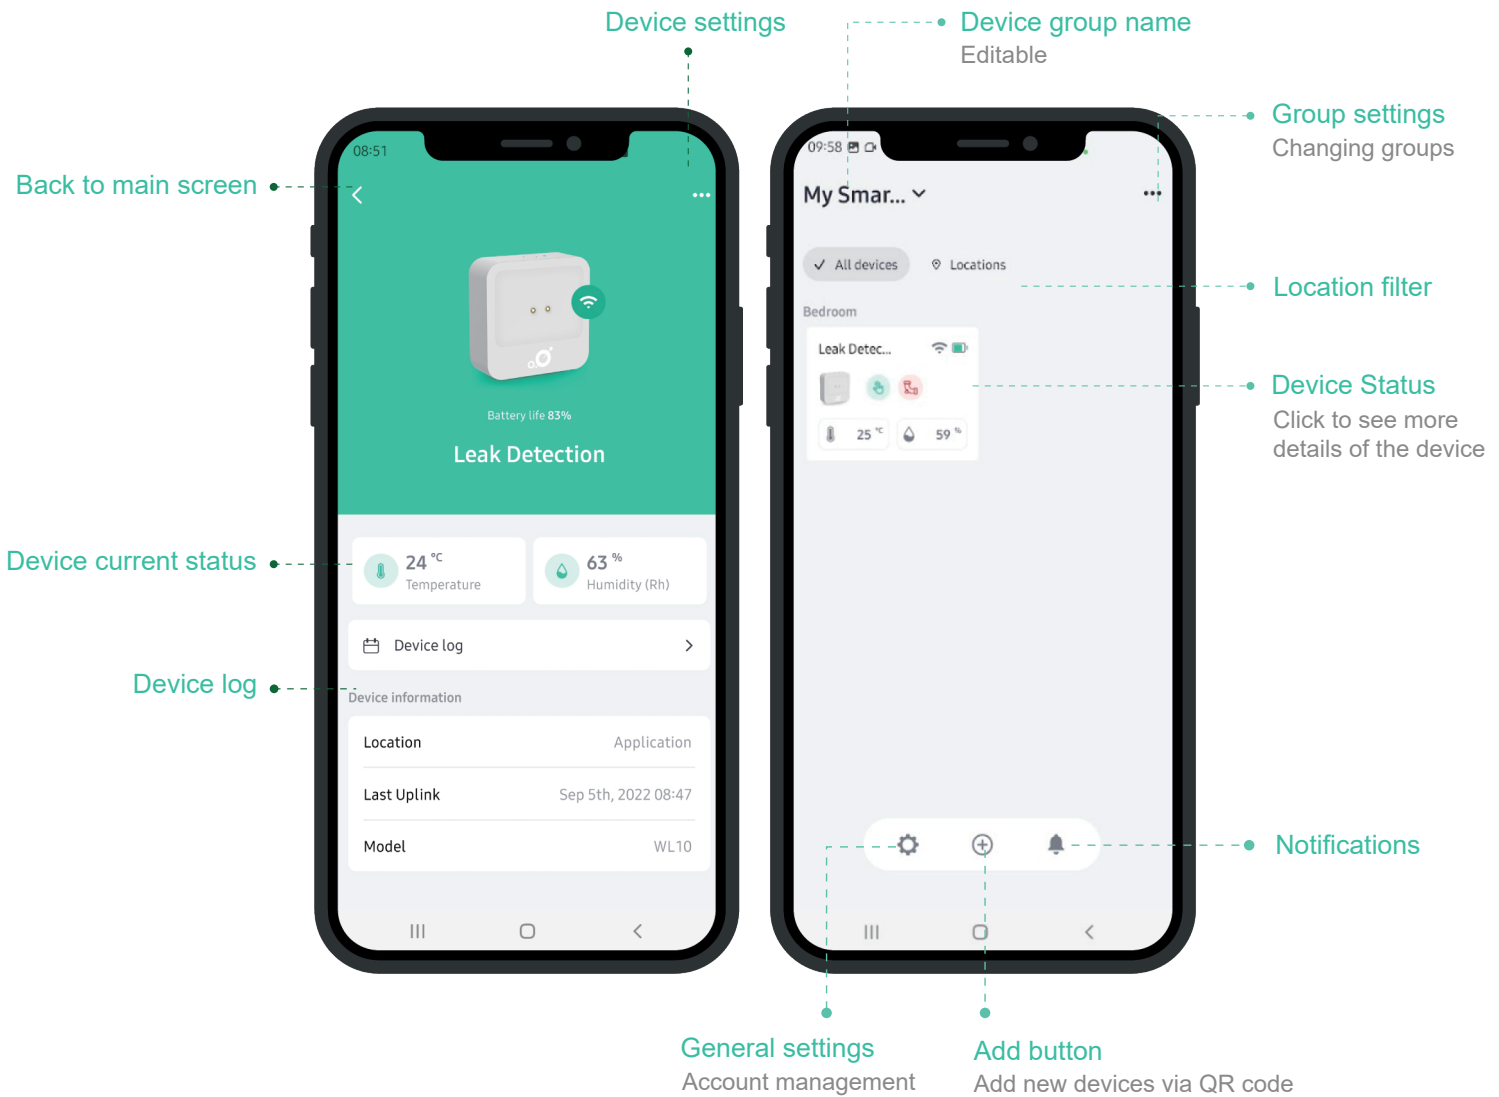 Device settings
Device group name
Editable
Group settings
Changing groups
Back to main screen
08:51
Battery life 83%
Leak Detection
Device current status
24 °C
Temperature
63 %
Humidity (Rh)
Device log
Device log
Device information
Location Application
Last Uplink Sep 5th, 2022 08:47
Model WL10
09:58
My Smar...
All devices
Locations
Location filter
Bedroom
Leak Detec...
25 °C
59 %
Device Status
Click to see more
details of the device
Notifications
General settings
Account management
Add button
Add new devices via QR code